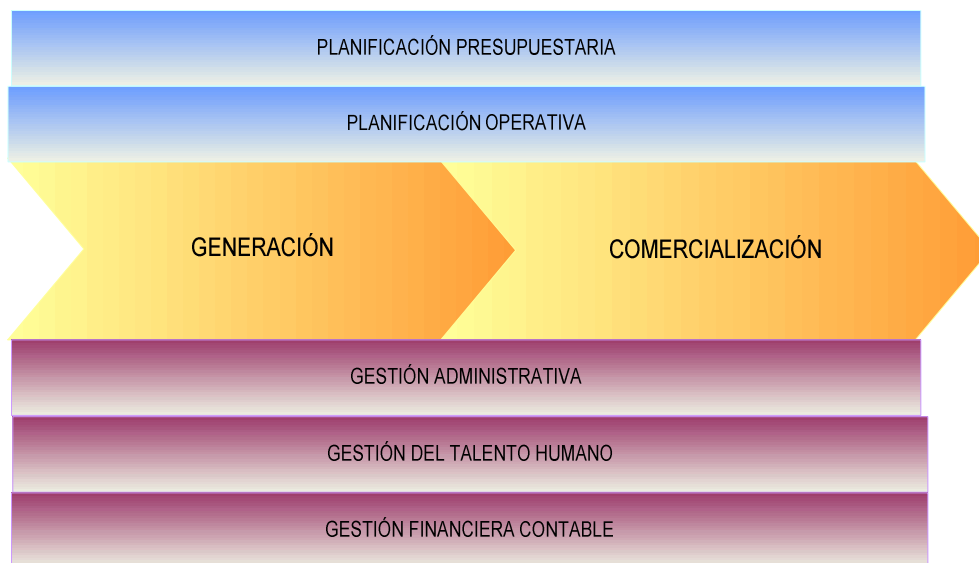 PLANIFICACIÓN PRESUPUESTARIA
PLANIFICACIÓN OPERATIVA
GENERACIÓN
COMERCIALIZACIÓN
GESTIÓN ADMINISTRATIVA
GESTIÓN DEL TALENTO HUMANO
GESTIÓN FINANCIERA CONTABLE